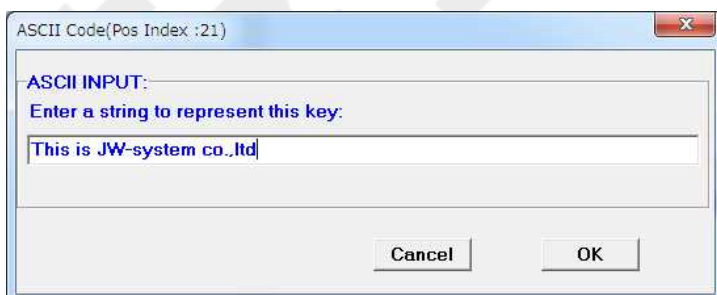 ASCII Code(Pos Index :21)
ASCII INPUT:
Enter a string to represent this key:
This is JW-system co.,ltd
Cancel OK